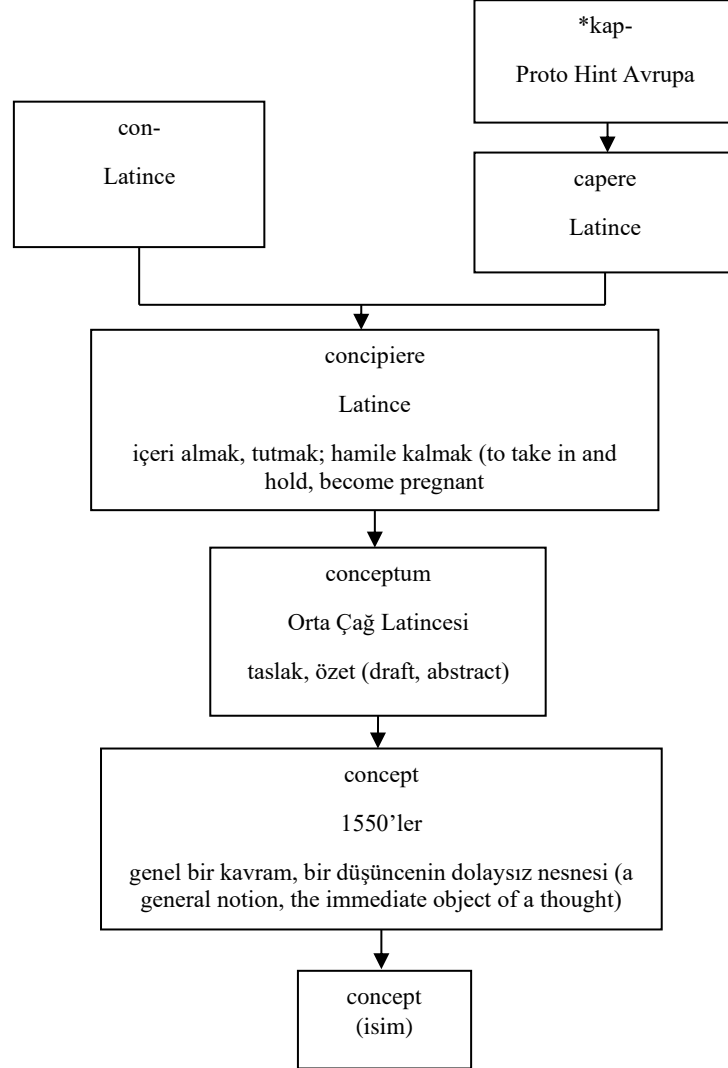 *kap-
Proto Hint Avrupa
con-
Latince
capere
Latince
concipiere
Latince
içeri almak, tutmak; hamile kalmak (to take in and
hold, become pregnant
conceptum
Orta Çağ Latincesi
taslak, özet (draft, abstract)
concept
1550’ler
genel bir kavram, bir düşüncenin dolaysız nesnesi (a
general notion, the immediate object of a thought)
concept
(isim)